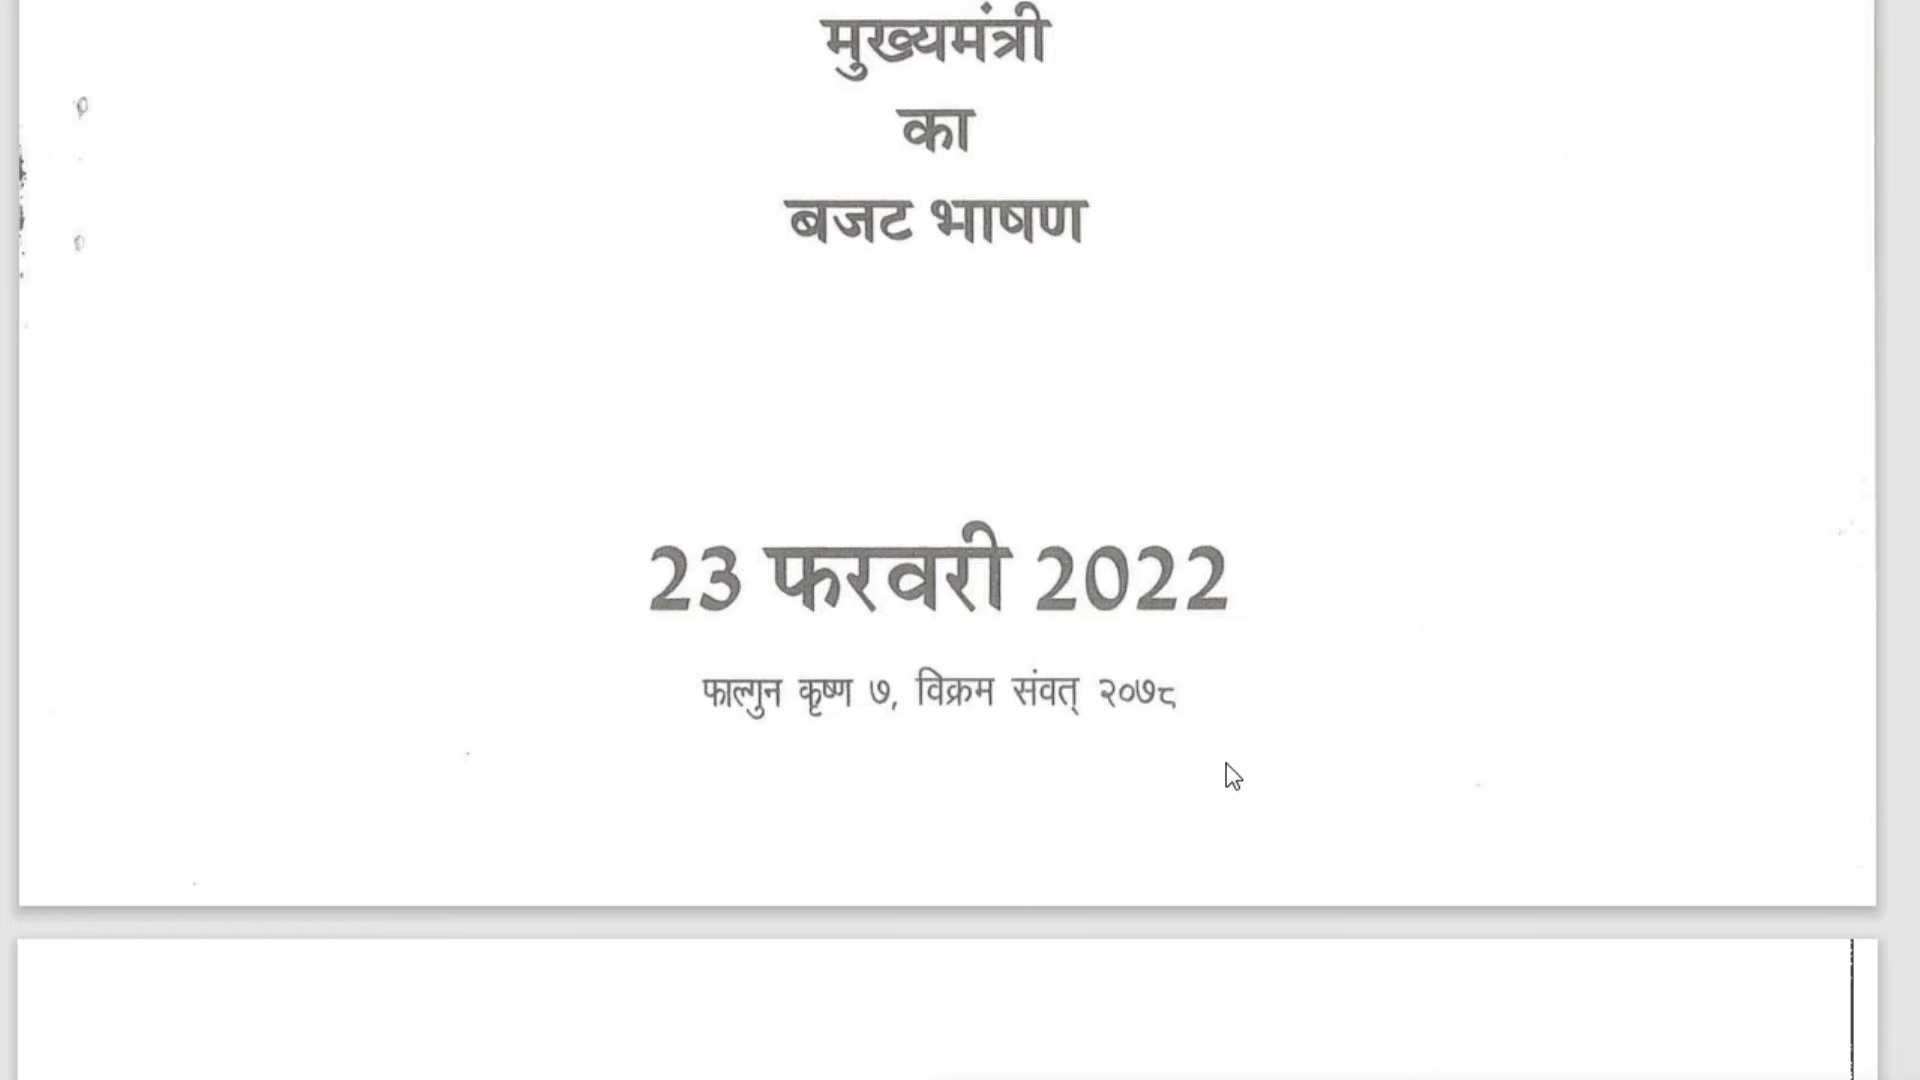 मुख्यमंत्री
का
बजट भाषण
23 फरवरी 2022
फाल्गुन कृष्ण ७, विक्रम संवत् २०७८